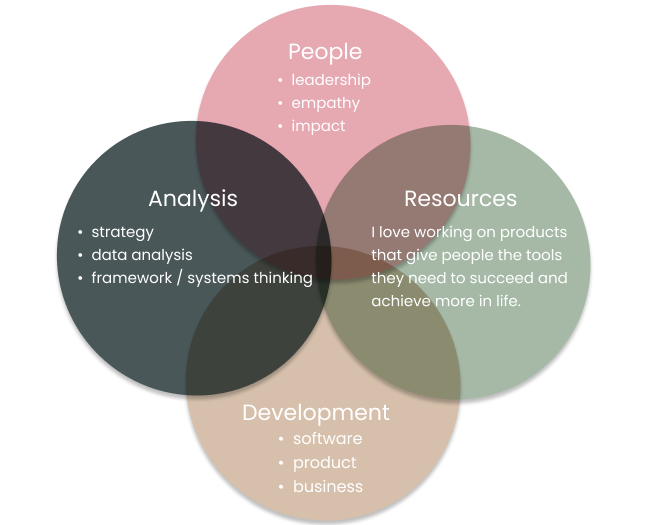 People
• leadership
• empathy
• impact
Analysis
• strategy
• data analysis
• framework / systems thinking
Resources
I love working on products
that give people the tools
they need to succeed and
achieve more in life.
Development
• software
• product
• business